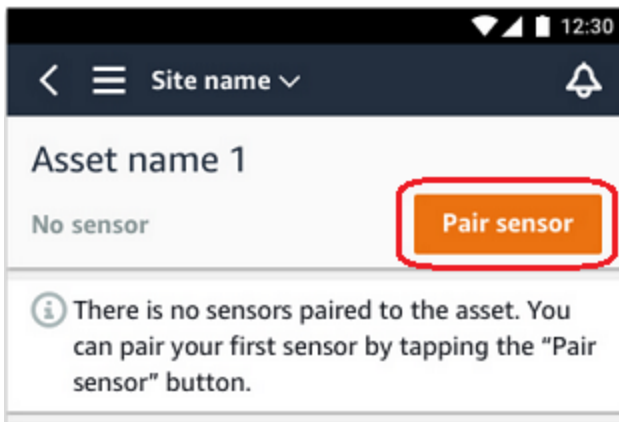 12:30
Site name
Asset name 1
No sensor
Pair sensor
There is no sensors paired to the asset. You
can pair your first sensor by tapping the “Pair
sensor” button.